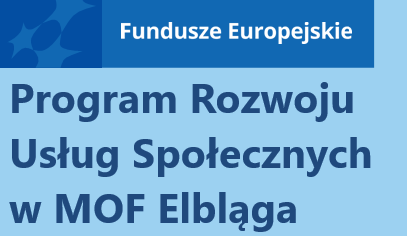 Fundusze Europejskie
Program Rozwoju
Usług Społecznych
w MOF Elbląga